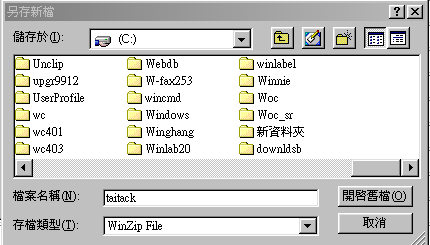 另存新檔
儲存於(I): (C:)
Unclip Webdb winlabel
upgr9912 W-fax253 Winnie
UserProfile wincmd Woc
wc Windows Woc_sr
wc401 Winghang 新資料夾
wc403 Winlab20 downldsb
檔案名稱(N): taitack 開啓舊檔(O)
存檔類型(T): WinZip File 取消